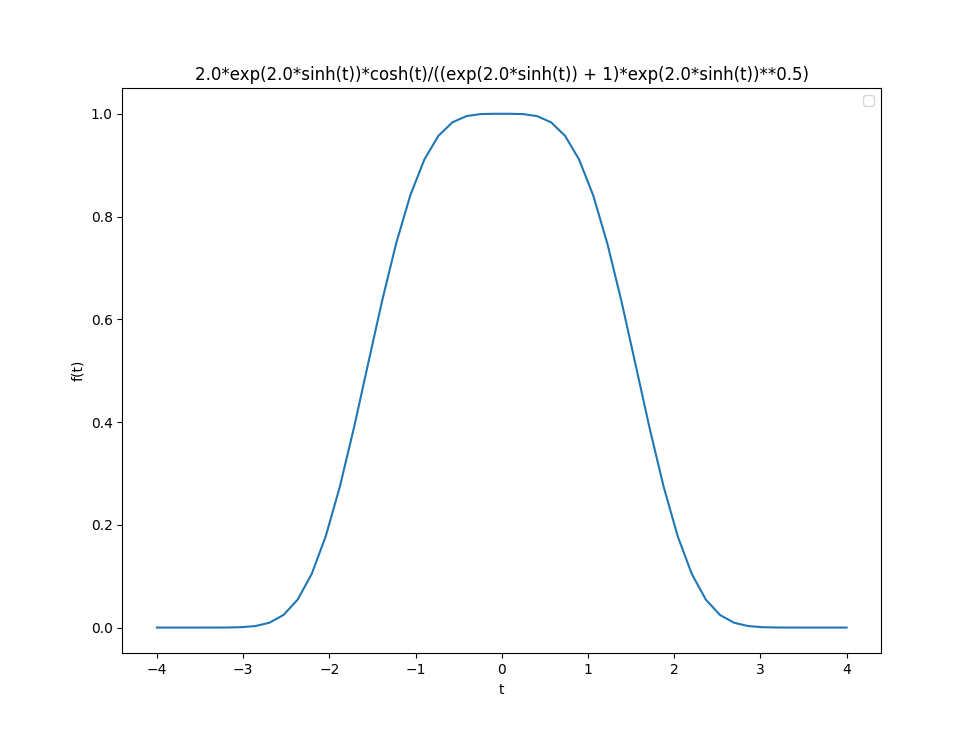 2.0*exp(2.0*sinh(t))*cosh(t)/((exp(2.0*sinh(t)) + 1)*exp(2.0*sinh(t))**0.5)
1.0
0.8
0.6
0.4
0.2
0.0
f(t)
−4 −3 −2 −1 0 1 2 3 4
t